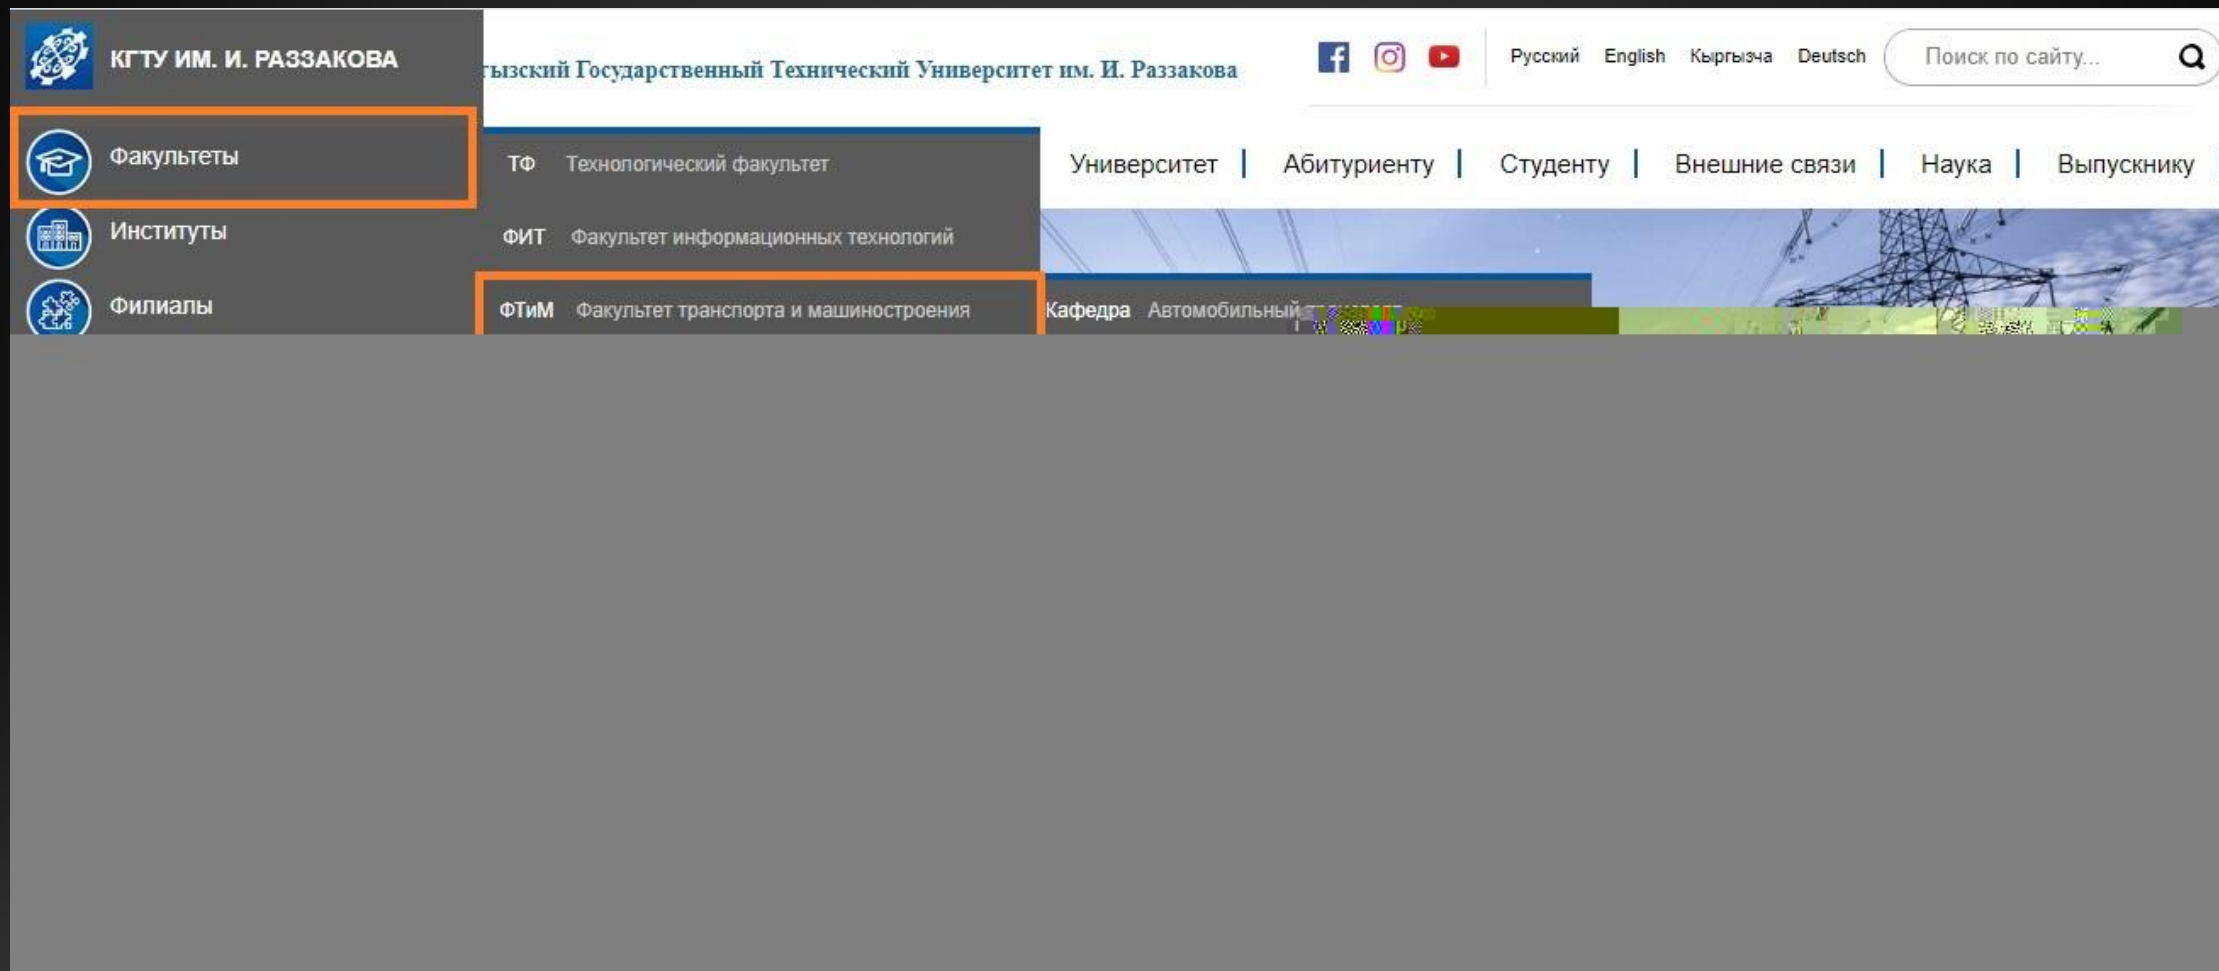 КГТУ ИМ. И. РАЗЗАКОВА
гызский Государственный Технический Университет им. И. Раззакова
Русский English Кыргызча Deutsch
Поиск по сайту...
Факультеты
Институты
Филиалы
ТФ Технологический факультет
ФИТ Факультет информационных технологий
ФТиМ Факультет транспорта и машиностроения
Кафедра Автомобильный
Университет | Абитуриенту | Студенту | Внешние связи | Наука | Выпускнику